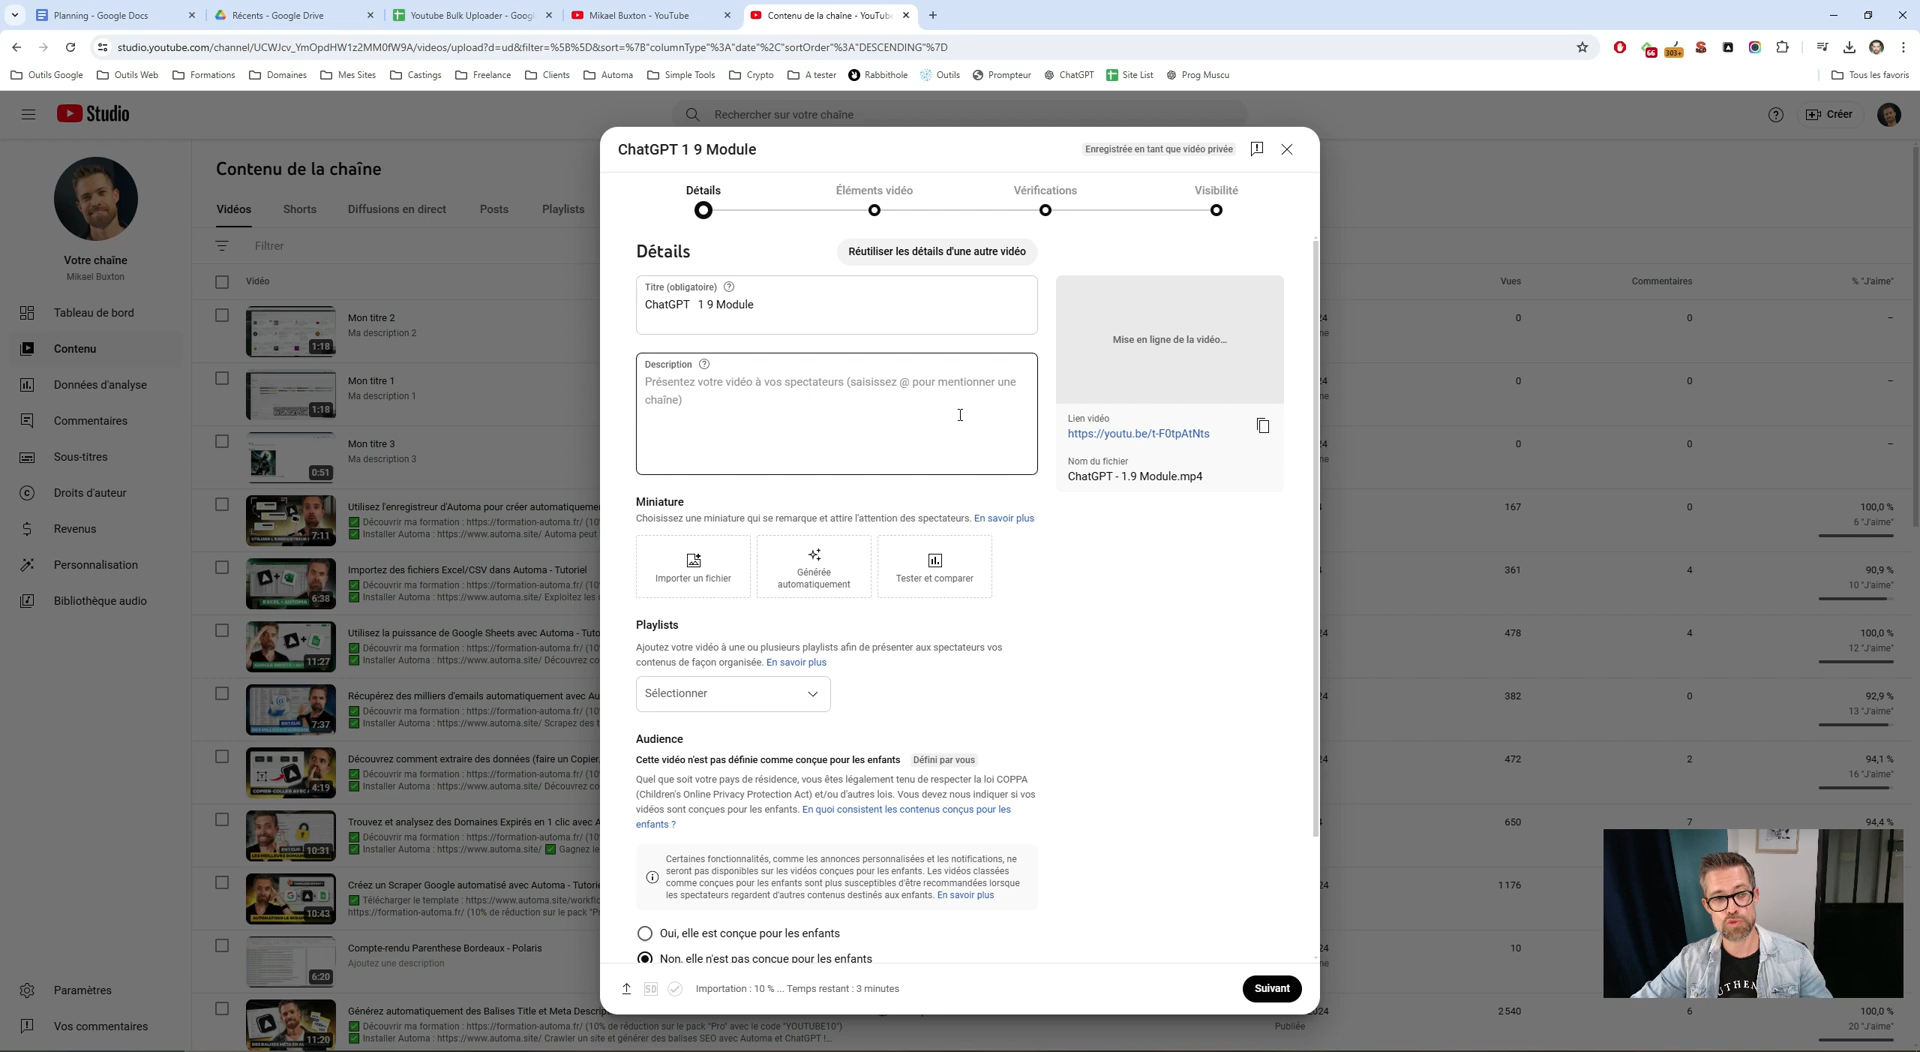 Planning - Google Docs
Récents - Google Drive
Youtube Bulk Uploader - Goog
Mikael Buxton - YouTube
Contenu de la chaîne - YouTub
studio.youtube.com/channel/UCWJcv_YmOpdHW1z2MM0fW9A/videos/upload?d=ud&filter=%5B%5D&sort=%7B"columnType"%3A"date"%2C"sortOrder"%3A"DESCENDING"%7D
66
303+
Outils Google
Outils Web
Formations
Domaines
Mes Sites
Castings
Freelance
Clients
Automa
Simple Tools
Crypto
A tester
Rabbithole
Outils
Prompteur
ChatGPT
Site List
Prog Muscu
Tous les favoris
Studio
Rechercher sur votre chaîne
Créer
Votre chaîne
Mikael Buxton
Tableau de bord
Contenu
Données d'analyse
Commentaires
Sous-titres
Droits d'auteur
Revenus
Personnalisation
Bibliothèque audio
Paramètres
Vos commentaires
Contenu de la chaîne
Vidéos
Shorts
Diffusions en direct
Posts
Playlists
Filtrer
Vidéo
Vues
Commentaires
% "J'aime"
Mon titre 2
Ma description 2
1:18
0
0
–
Mon titre 1
Ma description 1
1:18
0
0
–
Mon titre 3
Ma description 3
0:51
0
0
–
Utilisez l'enregistreur d'Automa pour créer automatiquemen
Découvrir ma formation : https://formation-automa.fr/ (10
Installer Automa : https://www.automa.site/ Automa peut
7:11
167
0
100,0 %
6 "J'aime"
Importez des fichiers Excel/CSV dans Automa - Tutoriel
Découvrir ma formation : https://formation-automa.fr/ (10
Installer Automa : https://www.automa.site/ Exploitez les
6:38
361
4
90,9 %
10 "J'aime"
Utilisez la puissance de Google Sheets avec Automa - Tuto
Découvrir ma formation : https://formation-automa.fr/ (10
Installer Automa : https://www.automa.site/ Découvrez co
11:27
478
4
100,0 %
12 "J'aime"
Récupérez des milliers d'emails automatiquement avec Au
Découvrir ma formation : https://formation-automa.fr/ (10
Installer Automa : https://www.automa.site/ Scrapez des t
7:37
382
0
92,9 %
13 "J'aime"
Découvrez comment extraire des données (faire un Copier
Découvrir ma formation : https://formation-automa.fr/ (10
Installer Automa : https://www.automa.site/ Découvrez co
4:19
472
2
94,1 %
16 "J'aime"
Trouvez et analysez des Domaines Expirés en 1 clic avec A
Découvrir ma formation : https://formation-automa.fr/ (10
Installer Automa : https://www.automa.site/ Gagnez le
10:31
650
7
94,4 %
Créez un Scraper Google automatisé avec Automa - Tutorie
Télécharger le template : https://www.automa.site/workflo
https://formation-automa.fr/ (10% de réduction sur le pack "Pr
10:43
1 176
Compte-rendu Parenthese Bordeaux - Polaris
Ajoutez une description
6:20
10
Générez automatiquement des Balises Title et Meta Descrip
Découvrir ma formation : https://formation-automa.fr/ (10% de réduction sur le pack "Pro" avec le code "YOUTUBE10")
Installer Automa : https://www.automa.site/ Crawler un site et générer des balises SEO avec Automa et ChatGPT !...
11:20
Publiée
2 540
6
100,0 %
20 "J'aime"
ChatGPT 1 9 Module
Enregistrée en tant que vidéo privée
Détails
Éléments vidéo
Vérifications
Visibilité
Détails
Réutiliser les détails d'une autre vidéo
Titre (obligatoire)
ChatGPT 1 9 Module
Description
Présentez votre vidéo à vos spectateurs (saisissez @ pour mentionner une
chaîne)
Mise en ligne de la vidéo...
Lien vidéo
https://youtu.be/t-F0tpAtNts
Nom du fichier
ChatGPT - 1.9 Module.mp4
Miniature
Choisissez une miniature qui se remarque et attire l'attention des spectateurs. En savoir plus
Importer un fichier
Générée
automatiquement
Tester et comparer
Playlists
Ajoutez votre vidéo à une ou plusieurs playlists afin de présenter aux spectateurs vos
contenus de façon organisée. En savoir plus
Sélectionner
Audience
Cette vidéo n'est pas définie comme conçue pour les enfants
Défini par vous
Quel que soit votre pays de résidence, vous êtes légalement tenu de respecter la loi COPPA
(Children's Online Privacy Protection Act) et/ou d'autres lois. Vous devez nous indiquer si vos
vidéos sont conçues pour les enfants. En quoi consistent les contenus conçus pour les
enfants ?
Certaines fonctionnalités, comme les annonces personnalisées et les notifications, ne
seront pas disponibles sur les vidéos conçues pour les enfants. Les vidéos classées
comme conçues pour les enfants sont plus susceptibles d'être recommandées lorsque
les spectateurs regardent d'autres contenus destinés aux enfants. En savoir plus
Oui, elle est conçue pour les enfants
Non, elle n'est pas conçue pour les enfants
SD
Importation : 10 % ... Temps restant : 3 minutes
Suivant